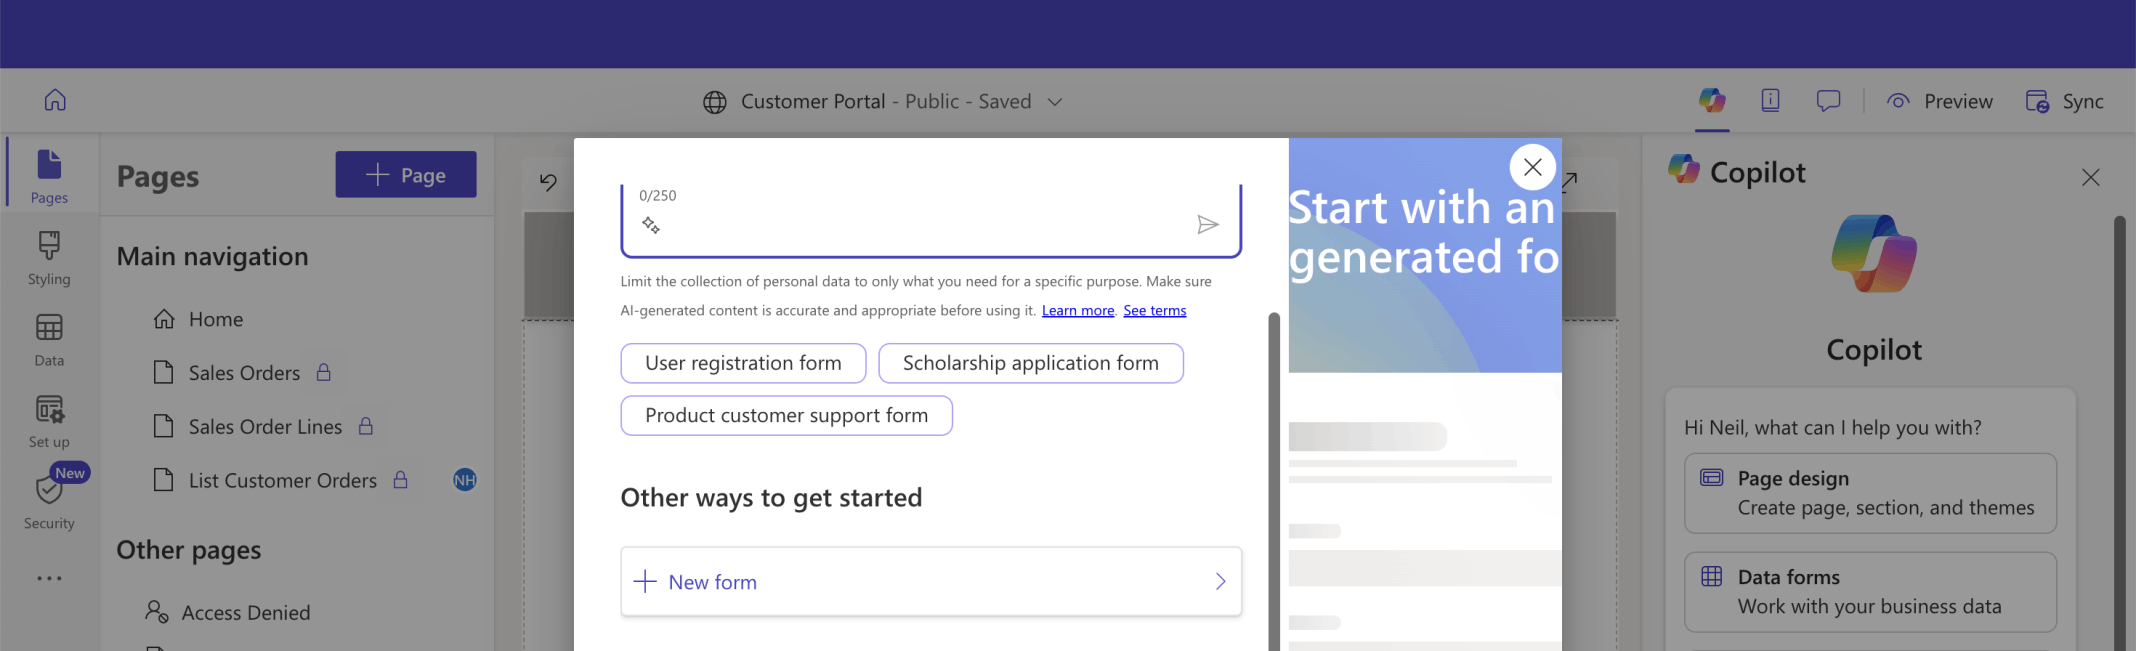 Customer Portal - Public - Saved
Preview
Sync
Pages
Styling
Data
Set up
New
Security
Pages
Page
Main navigation
Home
Sales Orders
Sales Order Lines
List Customer Orders
NH
Other pages
Access Denied
0/250
Limit the collection of personal data to only what you need for a specific purpose. Make sure
AI-generated content is accurate and appropriate before using it. Learn more. See terms
User registration form
Scholarship application form
Product customer support form
Other ways to get started
New form
Start with an
generated fo
Copilot
Copilot
Hi Neil, what can I help you with?
Page design
Create page, section, and themes
Data forms
Work with your business data